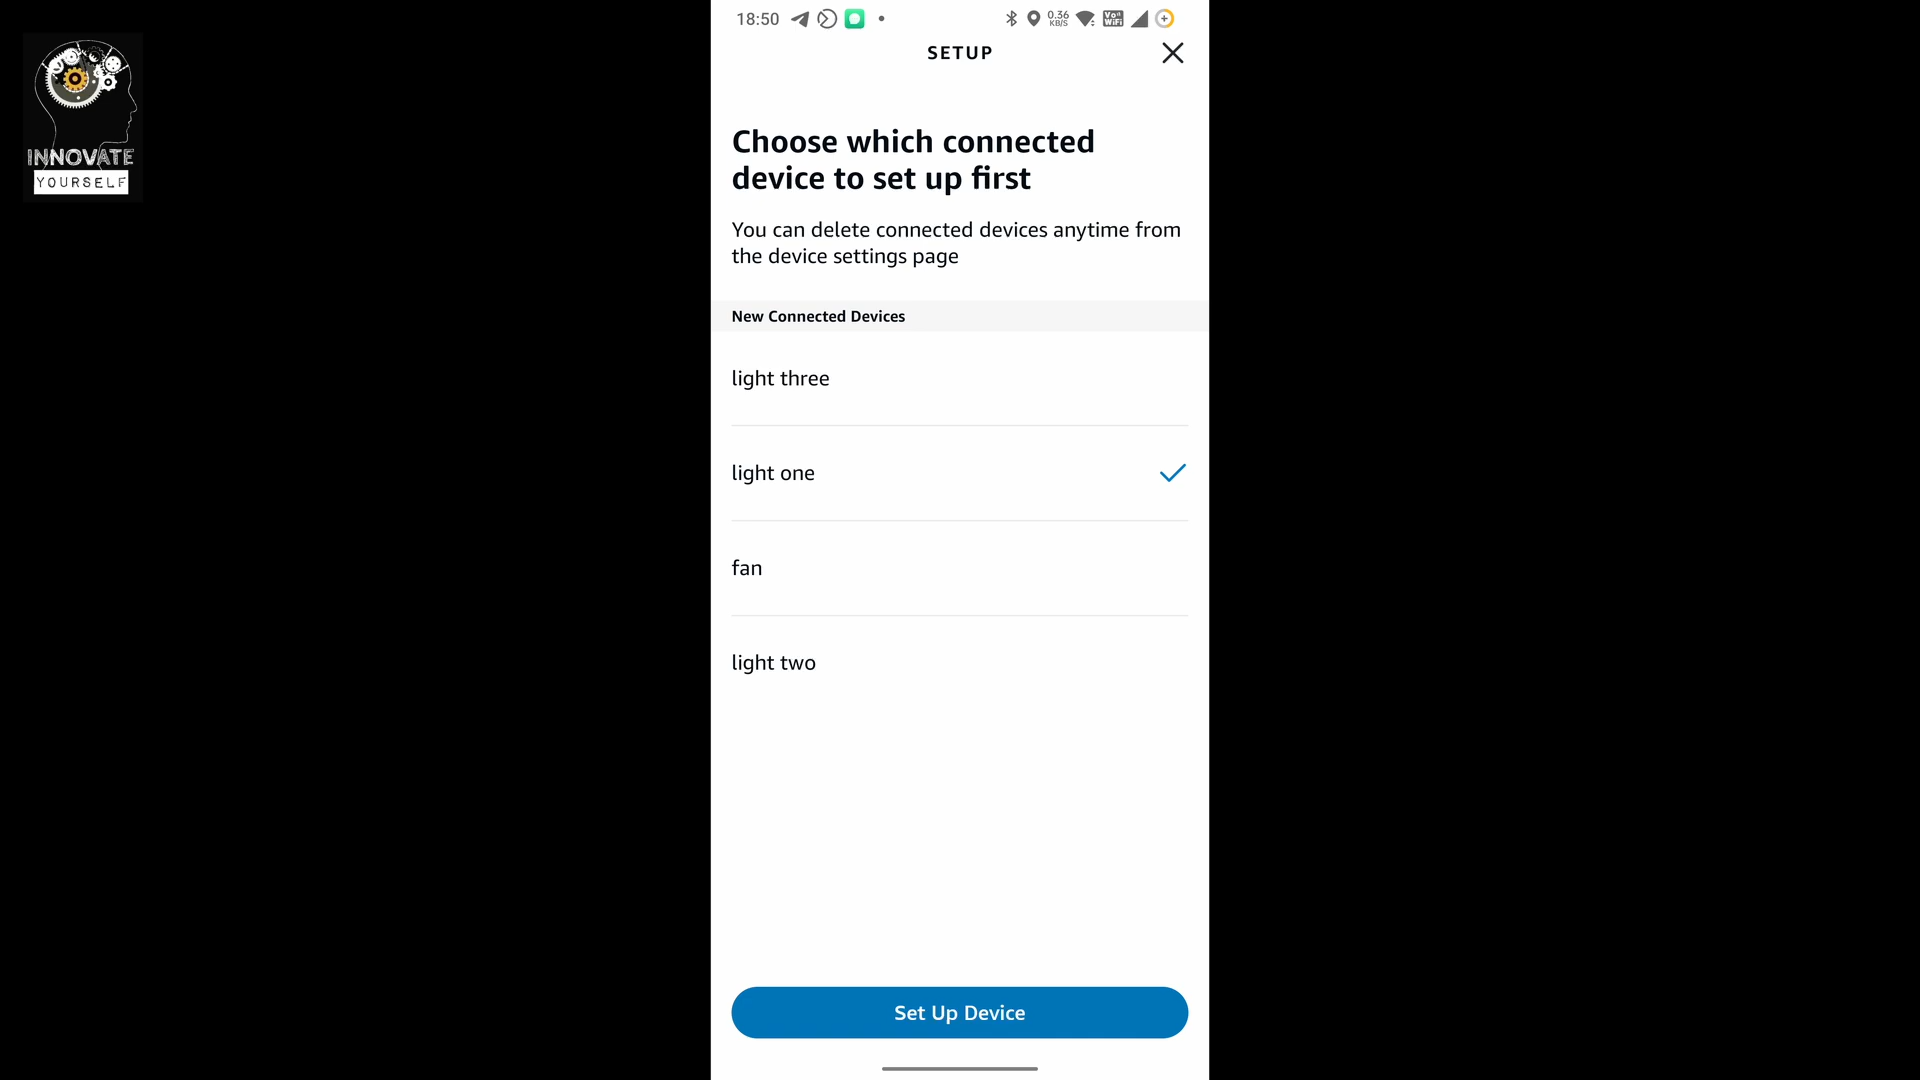 INNOVATE
YOURSELF
18:50
0.36
KB/S
Vo
WiFi
SETUP
Choose which connected
device to set up first
You can delete connected devices anytime from
the device settings page
New Connected Devices
light three
light one
fan
light two
Set Up Device